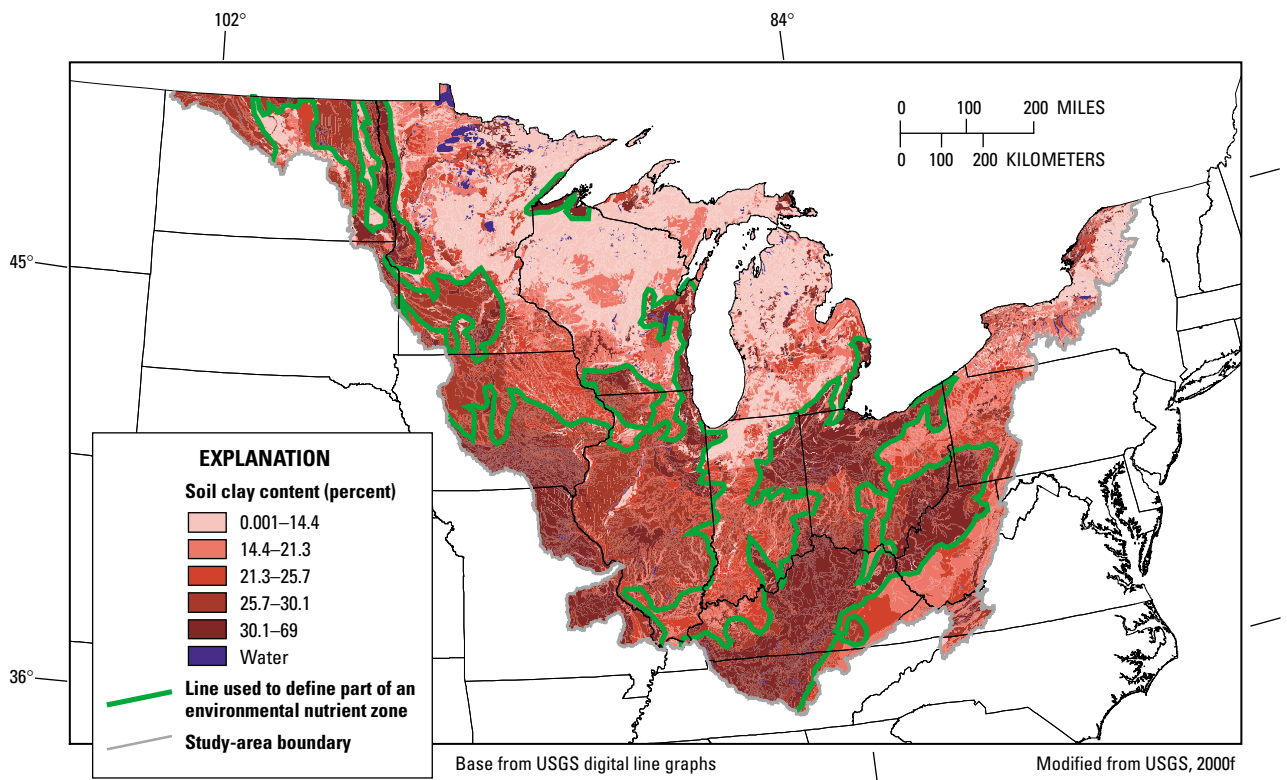 102°
84°
0 100 200 MILES
0 100 200 KILOMETERS
45°
36°
EXPLANATION
Soil clay content (percent)
0.001–14.4
14.4–21.3
21.3–25.7
25.7–30.1
30.1–69
Water
Line used to define part of an
environmental nutrient zone
Study-area boundary
Base from USGS digital line graphs
Modified from USGS, 2000f